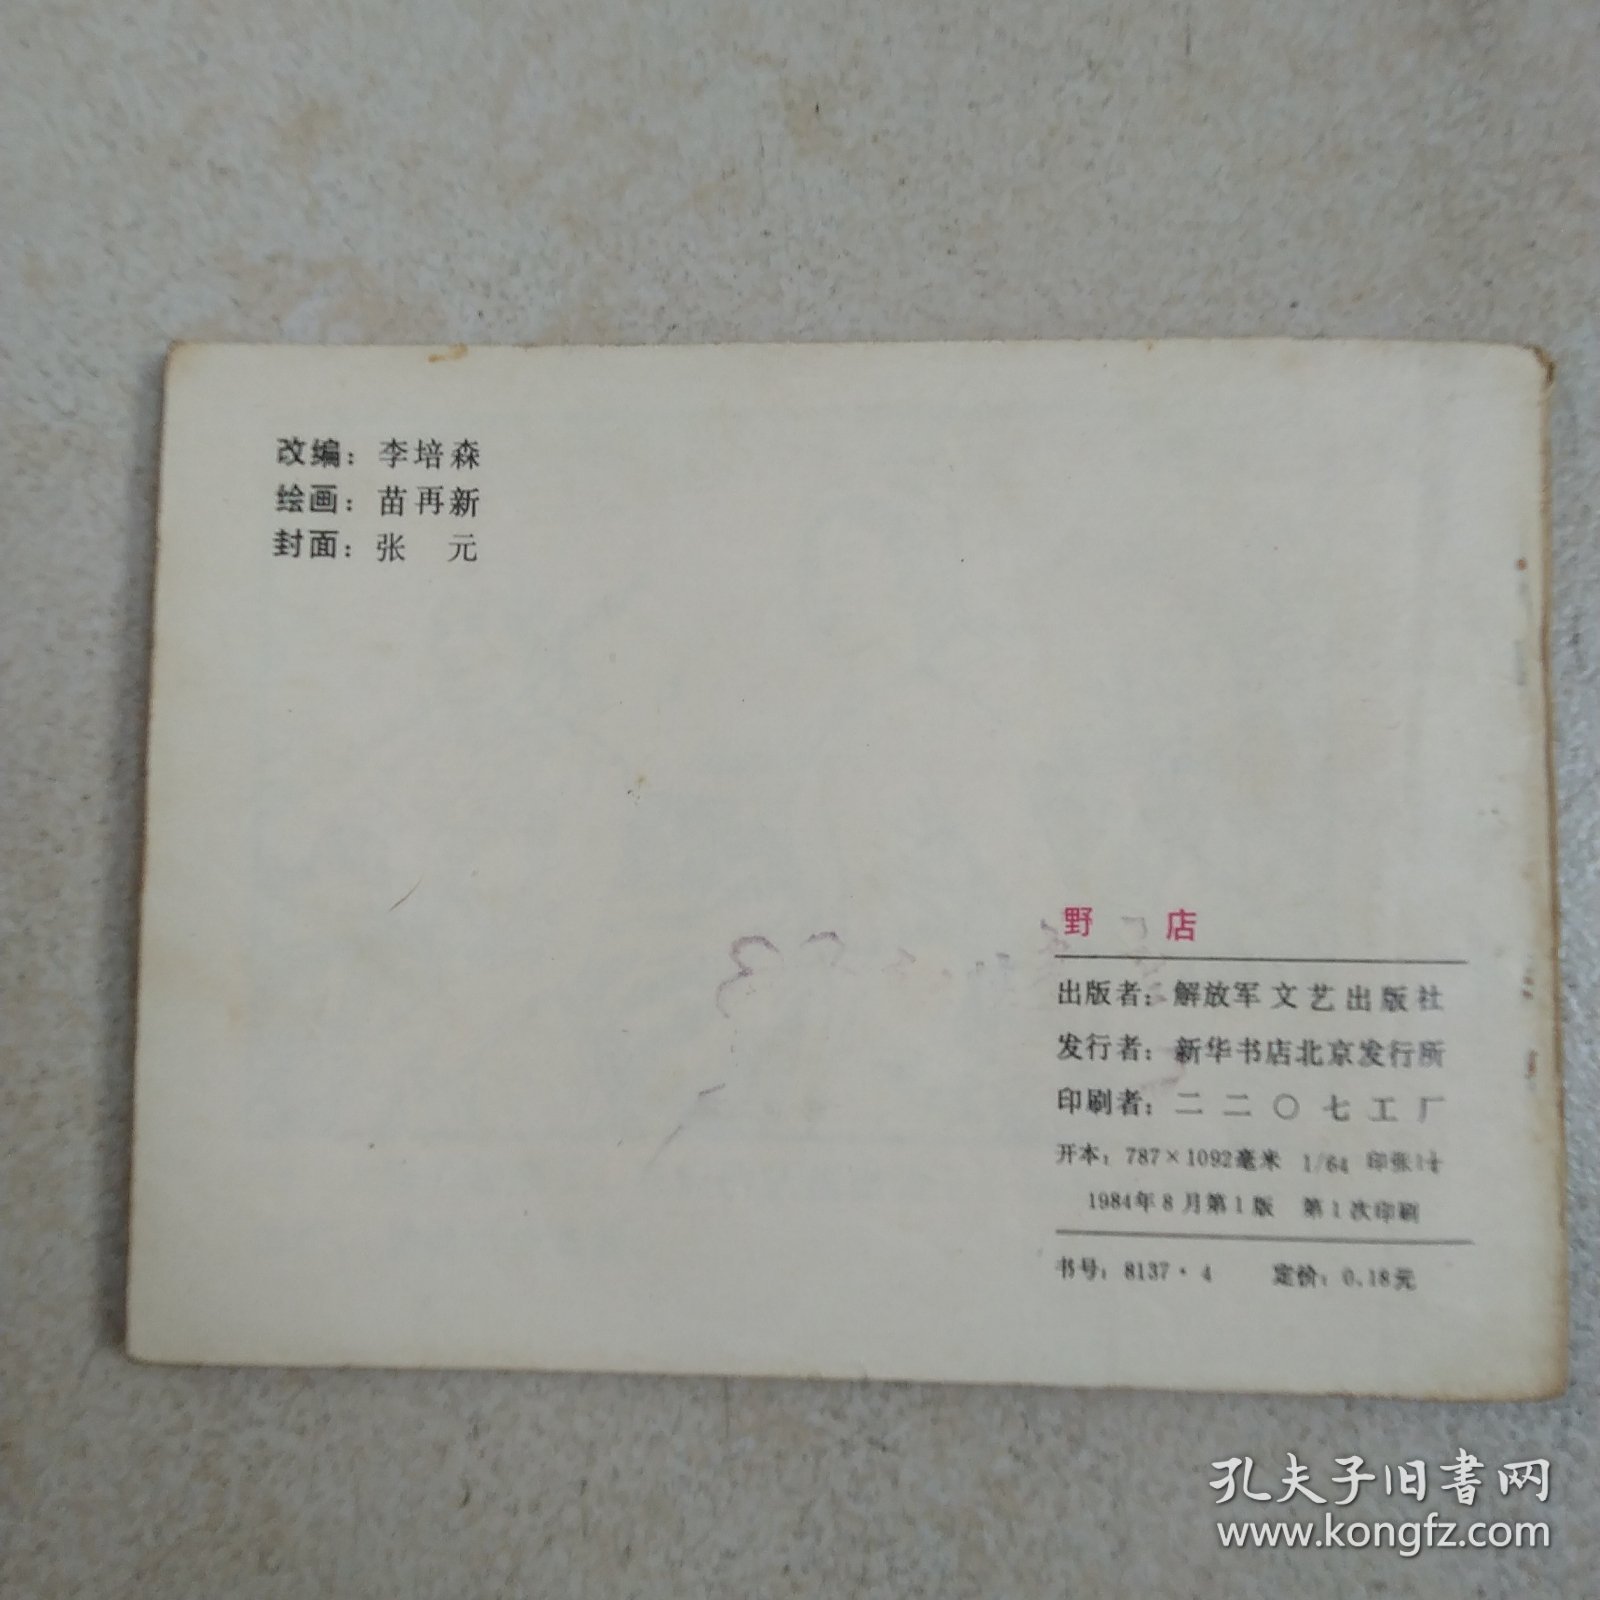 改编：李培森
绘画：苗再新
封面：张 元
野 店
出版者：解放军文艺出版社
发行者：新华书店北京发行所
印刷者：二二〇七工厂
开本：787×1092毫米 1/64 印张
1984年8月第1版 第1次印刷
书号：8137·4 定价：0.18元
孔夫子旧书网
www.kongfz.com